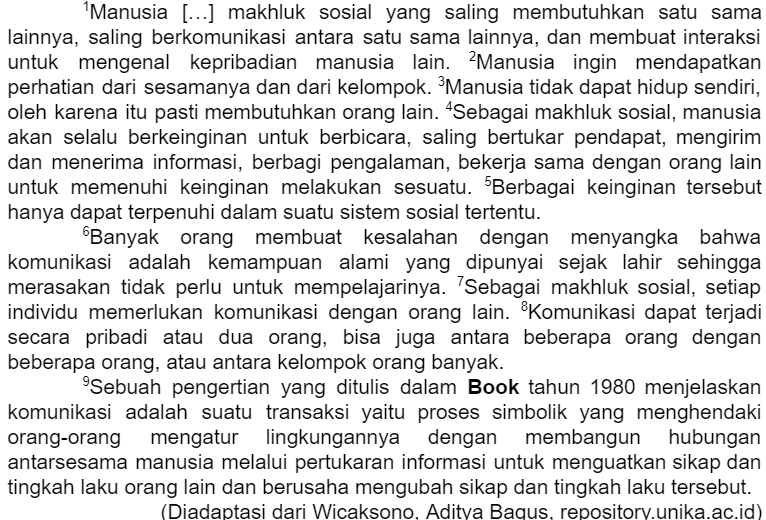 ¹Manusia [...] makhluk sosial yang saling membutuhkan satu sama
lainnya, saling berkomunikasi antara satu sama lainnya, dan membuat interaksi
untuk mengenal kepribadian manusia lain. ²Manusia ingin mendapatkan
perhatian dari sesamanya dan dari kelompok. ³Manusia tidak dapat hidup sendiri,
oleh karena itu pasti membutuhkan orang lain. ⁴Sebagai makhluk sosial, manusia
akan selalu berkeinginan untuk berbicara, saling bertukar pendapat, mengirim
dan menerima informasi, berbagi pengalaman, bekerja sama dengan orang lain
untuk memenuhi keinginan melakukan sesuatu. ⁵Berbagai keinginan tersebut
hanya dapat terpenuhi dalam suatu sistem sosial tertentu.
⁶Banyak orang membuat kesalahan dengan menyangka bahwa
komunikasi adalah kemampuan alami yang dipunyai sejak lahir sehingga
merasakan tidak perlu untuk mempelajarinya. ⁷Sebagai makhluk sosial, setiap
individu memerlukan komunikasi dengan orang lain. ⁸Komunikasi dapat terjadi
secara pribadi atau dua orang, bisa juga antara beberapa orang dengan
beberapa orang, atau antara kelompok orang banyak.
⁹Sebuah pengertian yang ditulis dalam Book tahun 1980 menjelaskan
komunikasi adalah suatu transaksi yaitu proses simbolik yang menghendaki
orang-orang mengatur lingkungannya dengan membangun hubungan
antarsesama manusia melalui pertukaran informasi untuk menguatkan sikap dan
tingkah laku orang lain dan berusaha mengubah sikap dan tingkah laku tersebut.
(Diadaptasi dari Wicaksono, Aditya Bagus, repository.unika.ac.id)